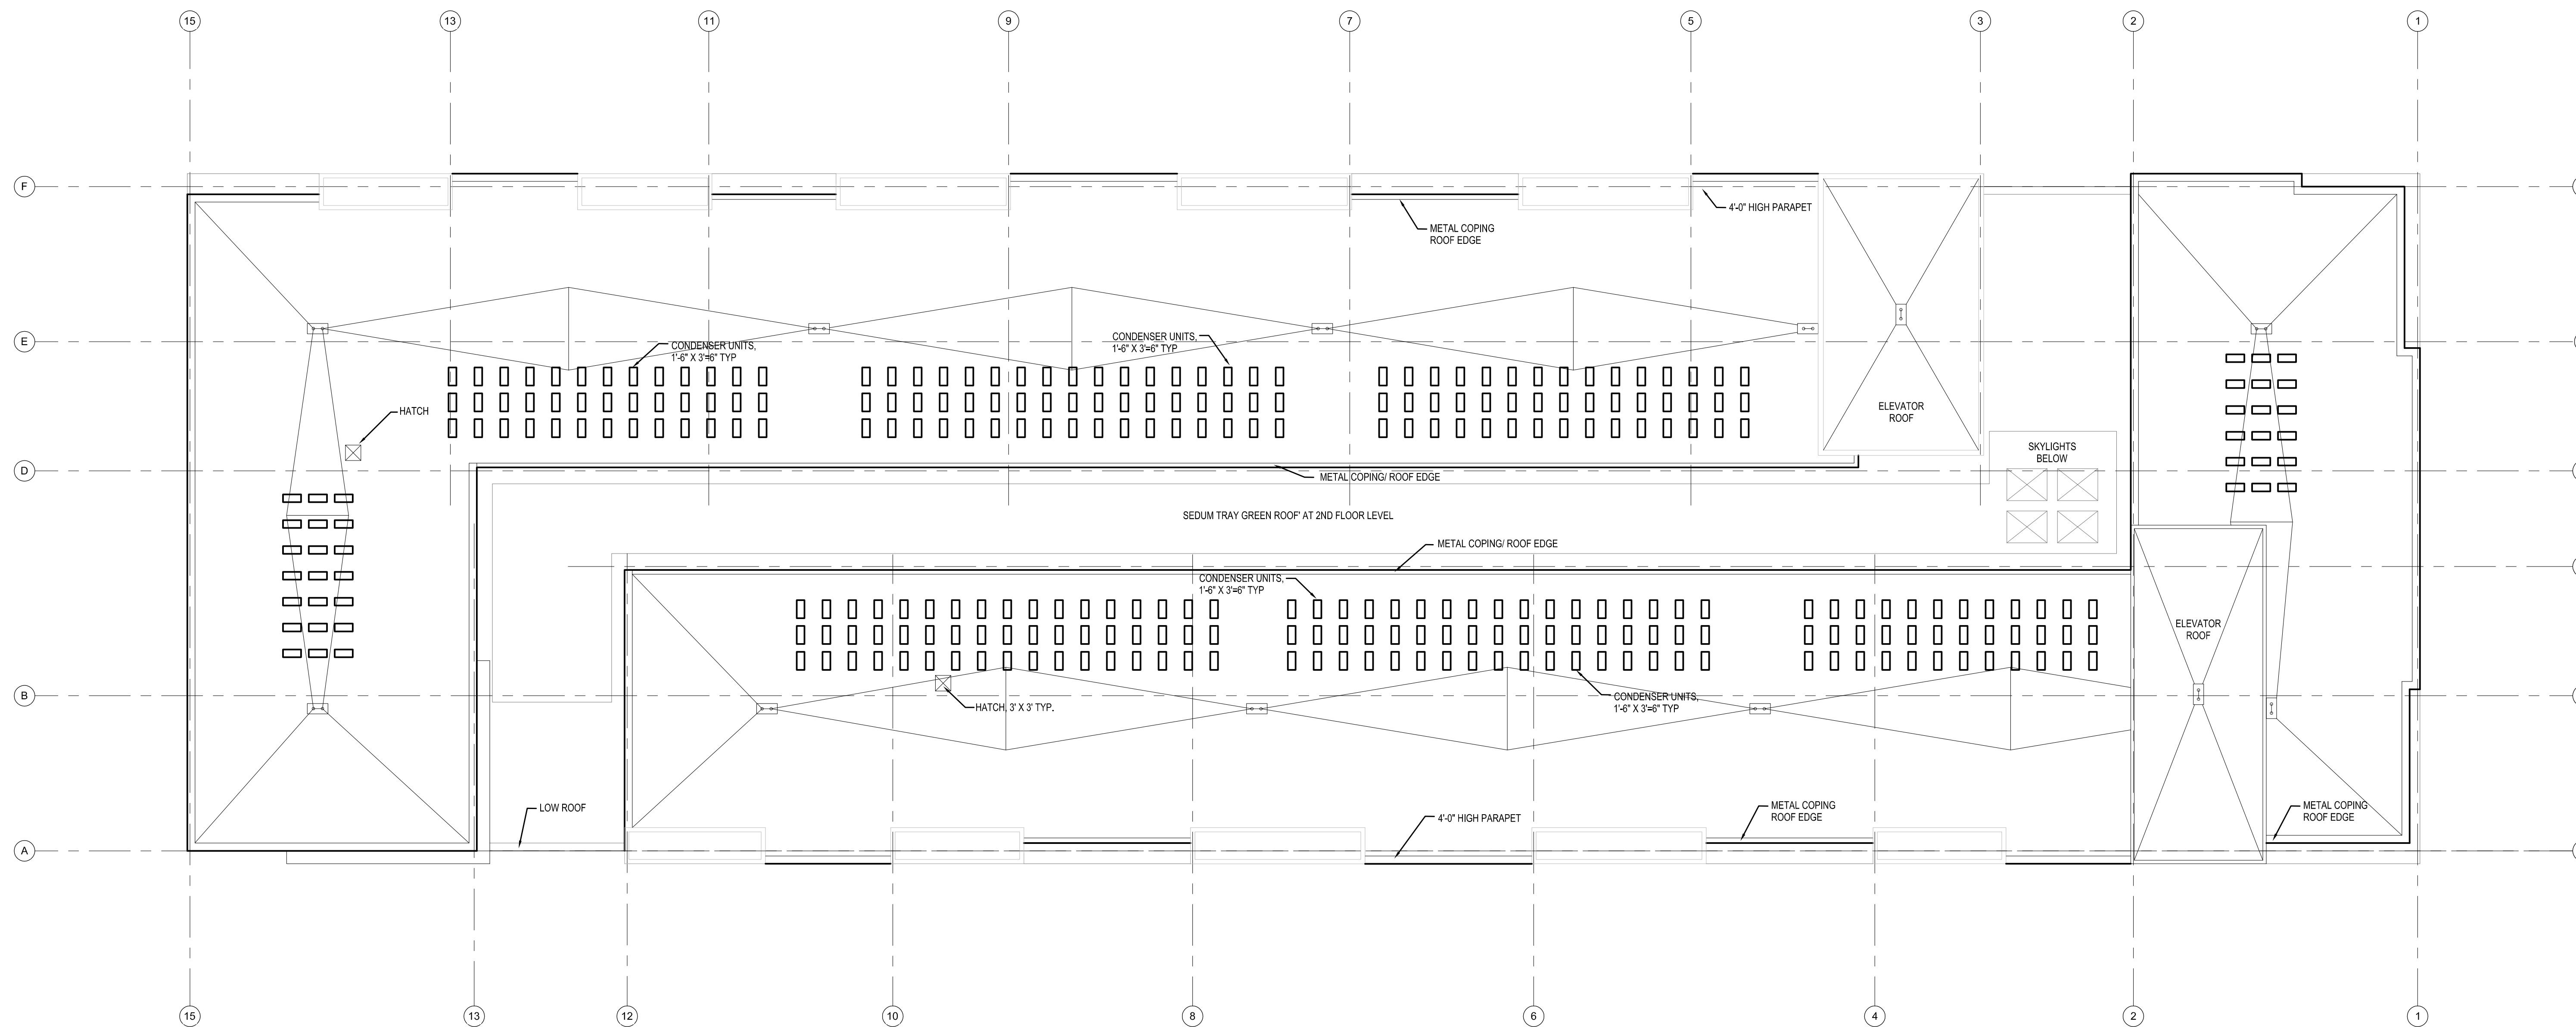 15
13
11
9
7
5
3
2
1
F
4'-0" HIGH PARAPET
METAL COPING
ROOF EDGE
E
CONDENSER UNITS,
1'-6" X 3'=6" TYP
CONDENSER UNITS,
1'-6" X 3'=6" TYP
HATCH
ELEVATOR
ROOF
SKYLIGHTS
BELOW
D
METAL COPING/ ROOF EDGE
SEDUM TRAY GREEN ROOF' AT 2ND FLOOR LEVEL
METAL COPING/ ROOF EDGE
CONDENSER UNITS,
1'-6" X 3'=6" TYP
ELEVATOR
ROOF
B
HATCH, 3' X 3' TYP.
CONDENSER UNITS,
1'-6" X 3'=6" TYP
LOW ROOF
4'-0" HIGH PARAPET
METAL COPING
ROOF EDGE
METAL COPING
ROOF EDGE
A
15
13
12
10
8
6
4
2
1